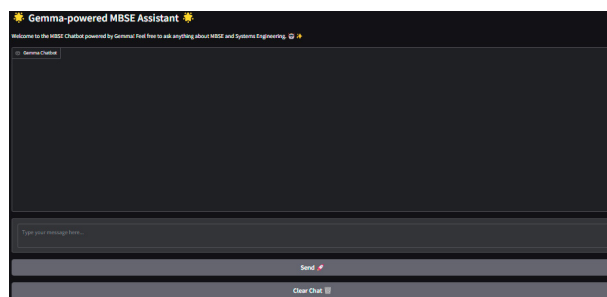 🌟 Gemma-powered MBSE Assistant 🌟
Welcome to the MBSE Chatbot powered by Gemma! Feel free to ask anything about MBSE and Systems Engineering. 🤖 ✨
Gemma Chatbot
Type your message here...
Send 🚀
Clear Chat 🗑️